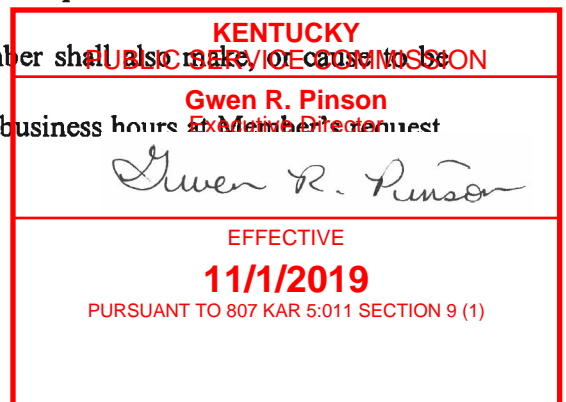 KENTUCKY
ber shall also make, or cause to be
PUBLIC SERVICE COMMISSION
Gwen R. Pinson
business hours at Member's request
Executive Director
Gwen R. Pinson
EFFECTIVE
11/1/2019
PURSUANT TO 807 KAR 5:011 SECTION 9 (1)